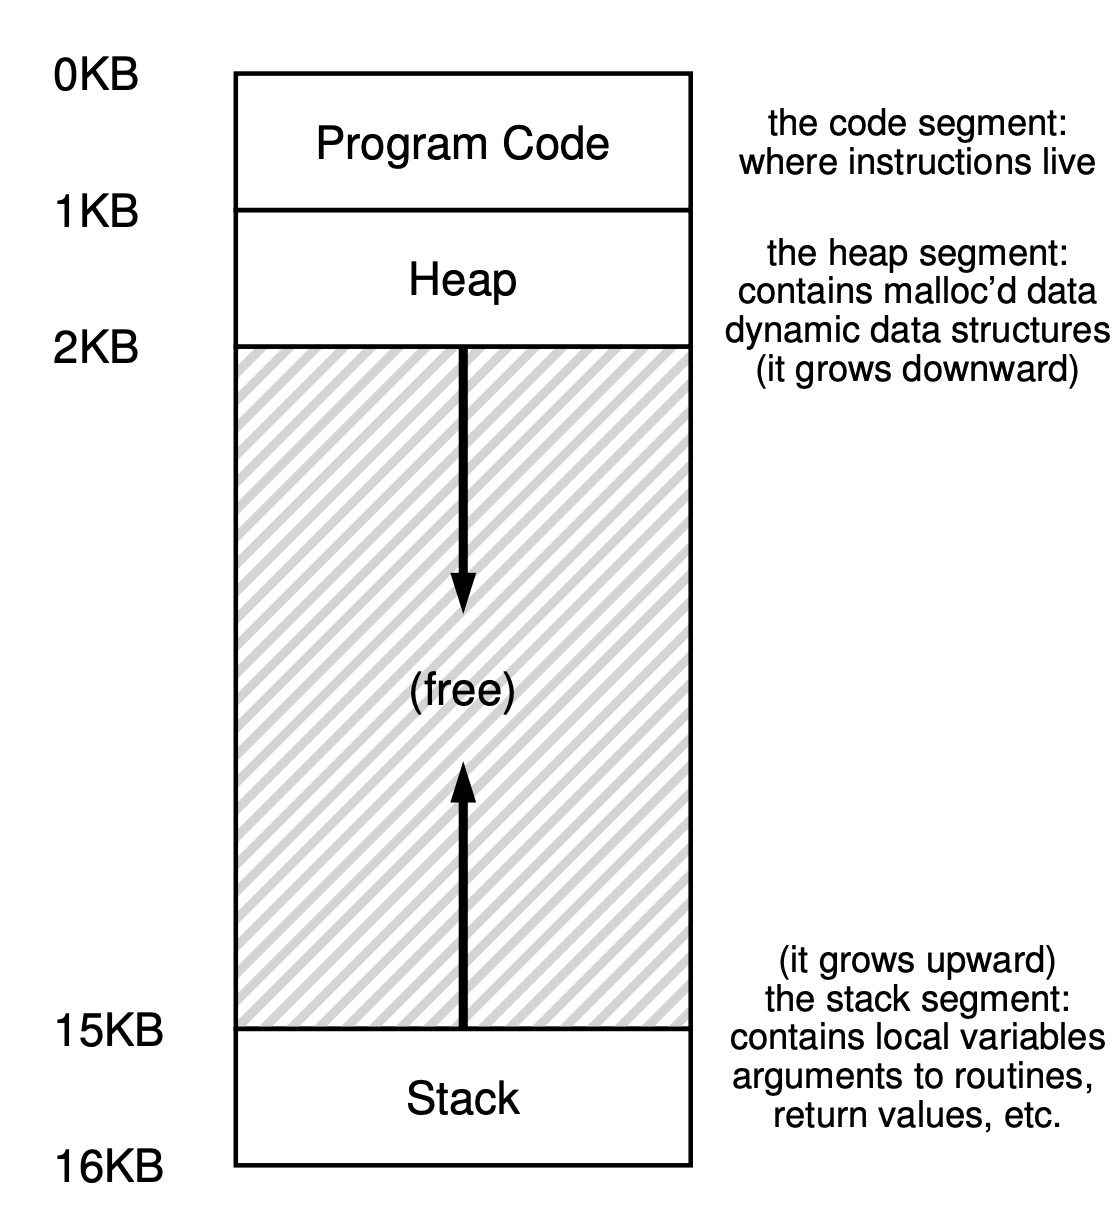 0KB
Program Code
the code segment:
where instructions live
1KB
Heap
the heap segment:
contains malloc’d data
dynamic data structures
(it grows downward)
2KB
(free)
(it grows upward)
the stack segment:
contains local variables
arguments to routines,
return values, etc.
15KB
Stack
16KB